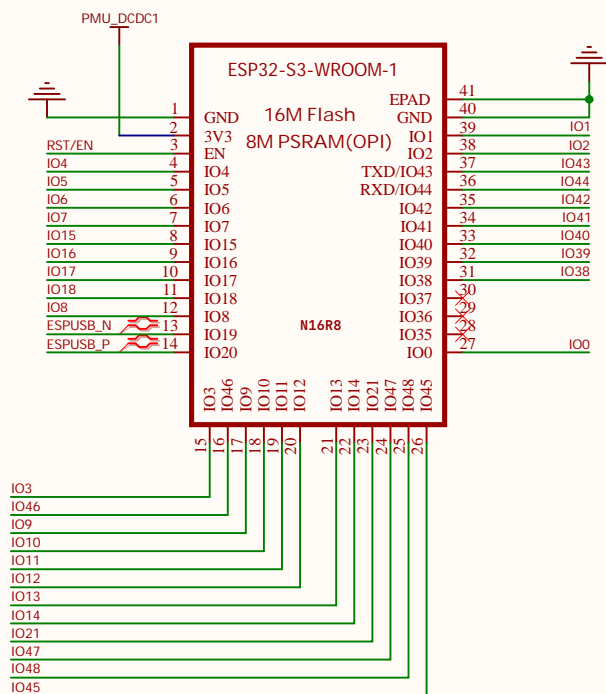 PMU_DCDC1
ESP32-S3-WROOM-1
16M Flash
8M PSRAM(OPI)
N16R8
1 GND
2 3V3
RST/EN 3 EN
IO4 4 IO4
IO5 5 IO5
IO6 6 IO6
IO7 7 IO7
IO15 8 IO15
IO16 9 IO16
IO17 10 IO17
IO18 11 IO18
IO8 12 IO8
ESPUSB_N 13 IO19
ESPUSB_P 14 IO20
EPAD 41
GND 40
IO1 39 IO1
IO2 38 IO2
TXD/IO43 37 IO43
RXD/IO44 36 IO44
IO42 35 IO42
IO41 34 IO41
IO40 33 IO40
IO39 32 IO39
IO38 31 IO38
IO37 30
IO36 29
IO35 28
IO0 27 IO0
IO3 IO46 IO9 IO10 IO11 IO12 IO13 IO14 IO21 IO47 IO48 IO45
15 16 17 18 19 20 21 22 23 24 25 26
IO3
IO46
IO9
IO10
IO11
IO12
IO13
IO14
IO21
IO47
IO48
IO45